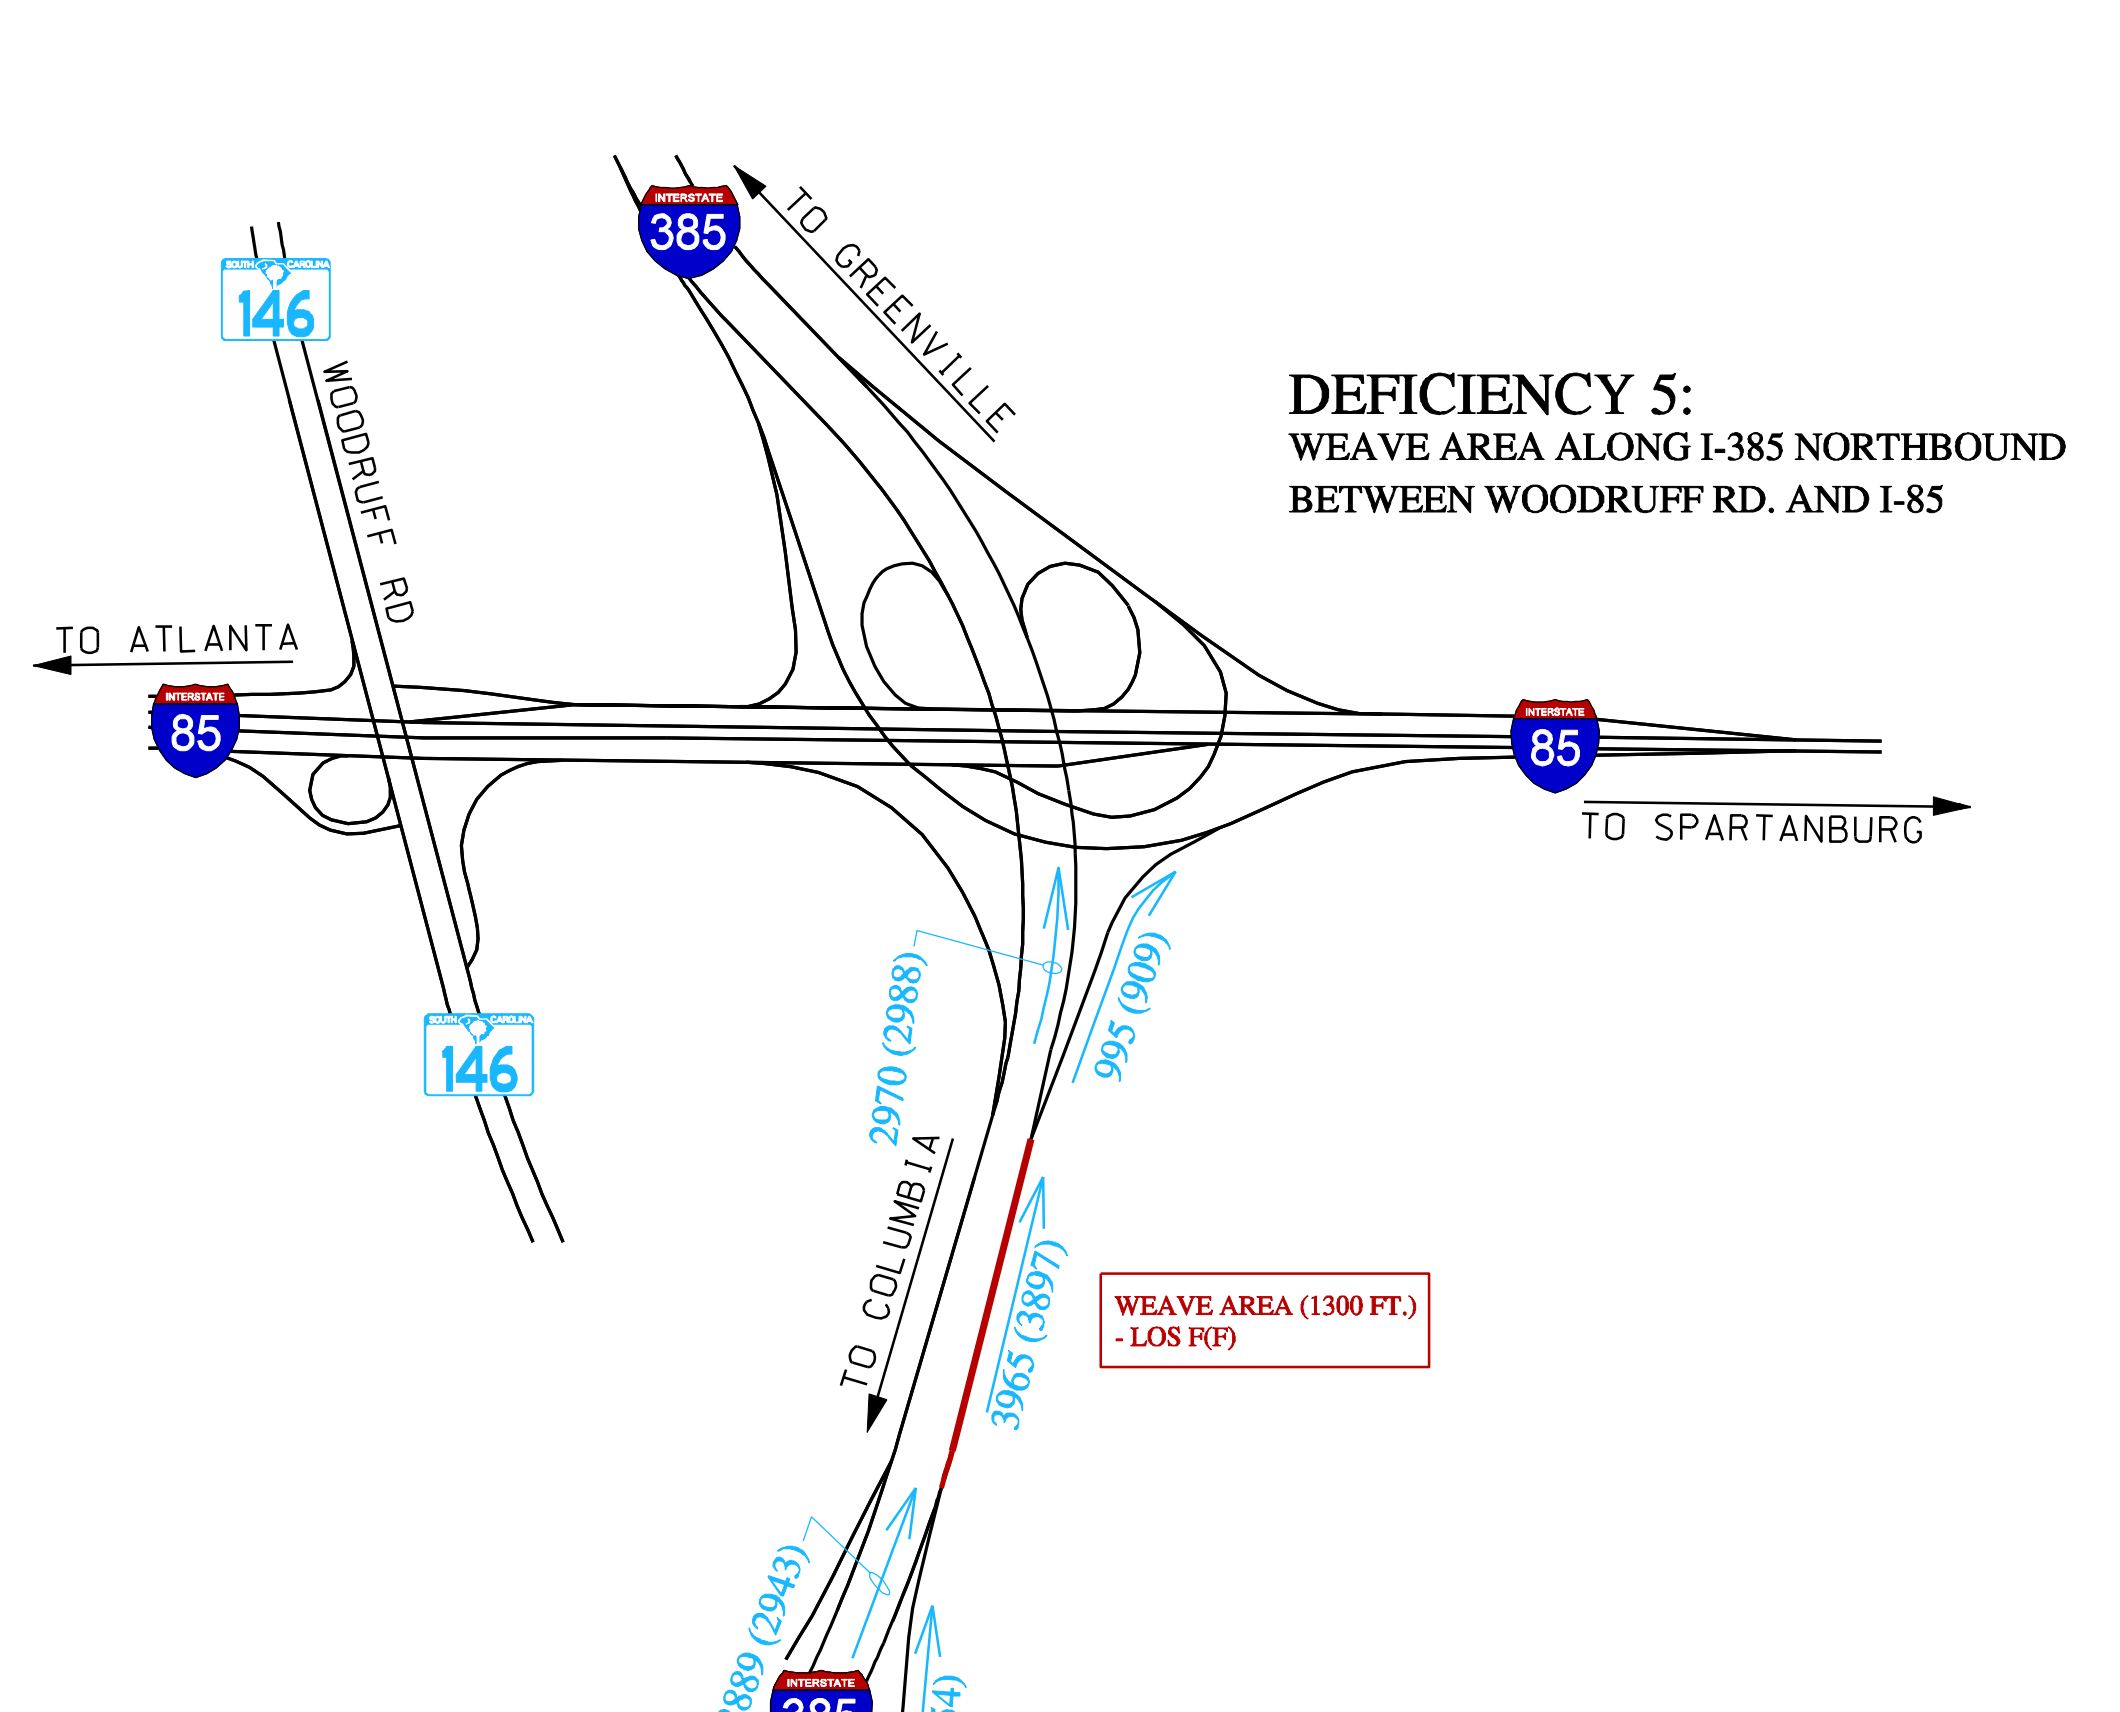 INTERSTATE
385
TO GREENVILLE
SOUTH CAROLINA
146
WOODRUFF RD
DEFICIENCY 5:
WEAVE AREA ALONG I-385 NORTHBOUND
BETWEEN WOODRUFF RD. AND I-85
TO ATLANTA
INTERSTATE
85
INTERSTATE
85
TO SPARTANBURG
2970 (2988)
995 (909)
SOUTH CAROLINA
146
TO COLUMBIA
3965 (3897)
WEAVE AREA (1300 FT.)
- LOS F(F)
(2943)
INTERSTATE
385